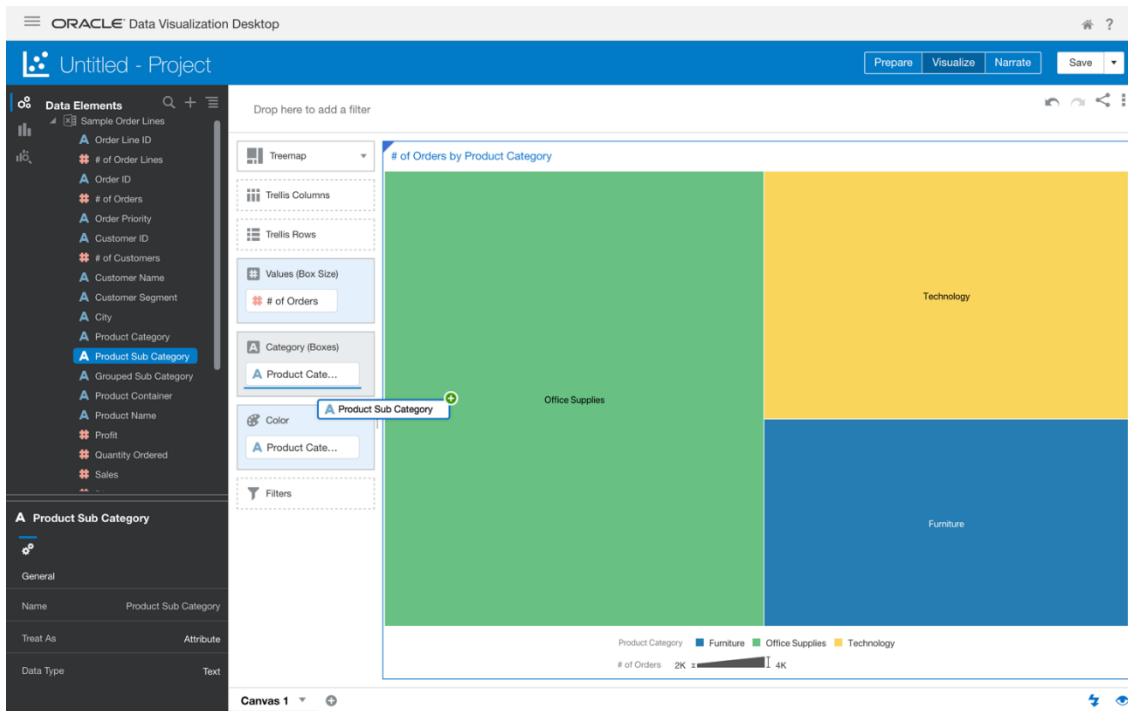 ORACLE Data Visualization Desktop
?
Untitled - Project
Prepare Visualize Narrate Save
Data Elements
Sample Order Lines
A Order Line ID
# # of Order Lines
A Order ID
# # of Orders
A Order Priority
A Customer ID
# # of Customers
A Customer Name
A Customer Segment
A City
A Product Category
A Product Sub Category
A Grouped Sub Category
A Product Container
A Product Name
# Profit
# Quantity Ordered
# Sales
A Product Sub Category
General
Name Product Sub Category
Treat As Attribute
Data Type Text
Drop here to add a filter
Treemap
Trellis Columns
Trellis Rows
# Values (Box Size)
# # of Orders
A Category (Boxes)
A Product Cate...
A Product Sub Category
Color
A Product Cate...
Filters
# of Orders by Product Category
Office Supplies
Technology
Furniture
Product Category Furniture Office Supplies Technology
# of Orders 2K 4K
Canvas 1